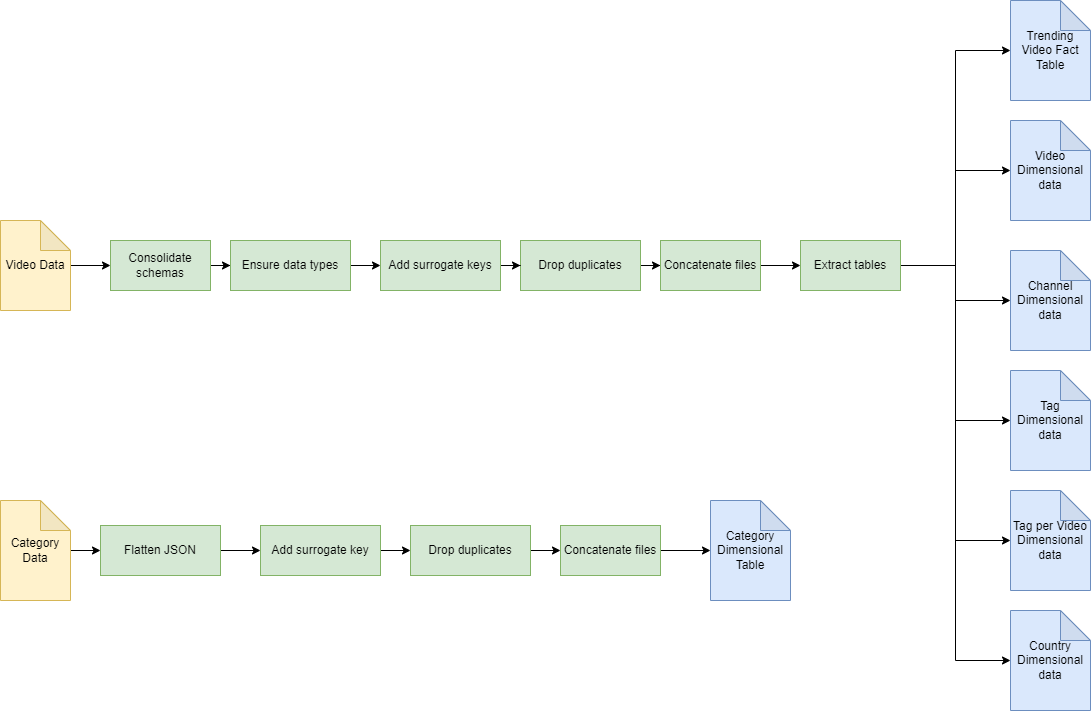 Trending
Video Fact
Table
Video
Dimensional
data
Video Data
Consolidate
schemas
Ensure data types
Add surrogate keys
Drop duplicates
Concatenate files
Extract tables
Channel
Dimensional
data
Tag
Dimensional
data
Category
Data
Flatten JSON
Add surrogate key
Drop duplicates
Concatenate files
Category
Dimensional
Table
Tag per Video
Dimensional
data
Country
Dimensional
data